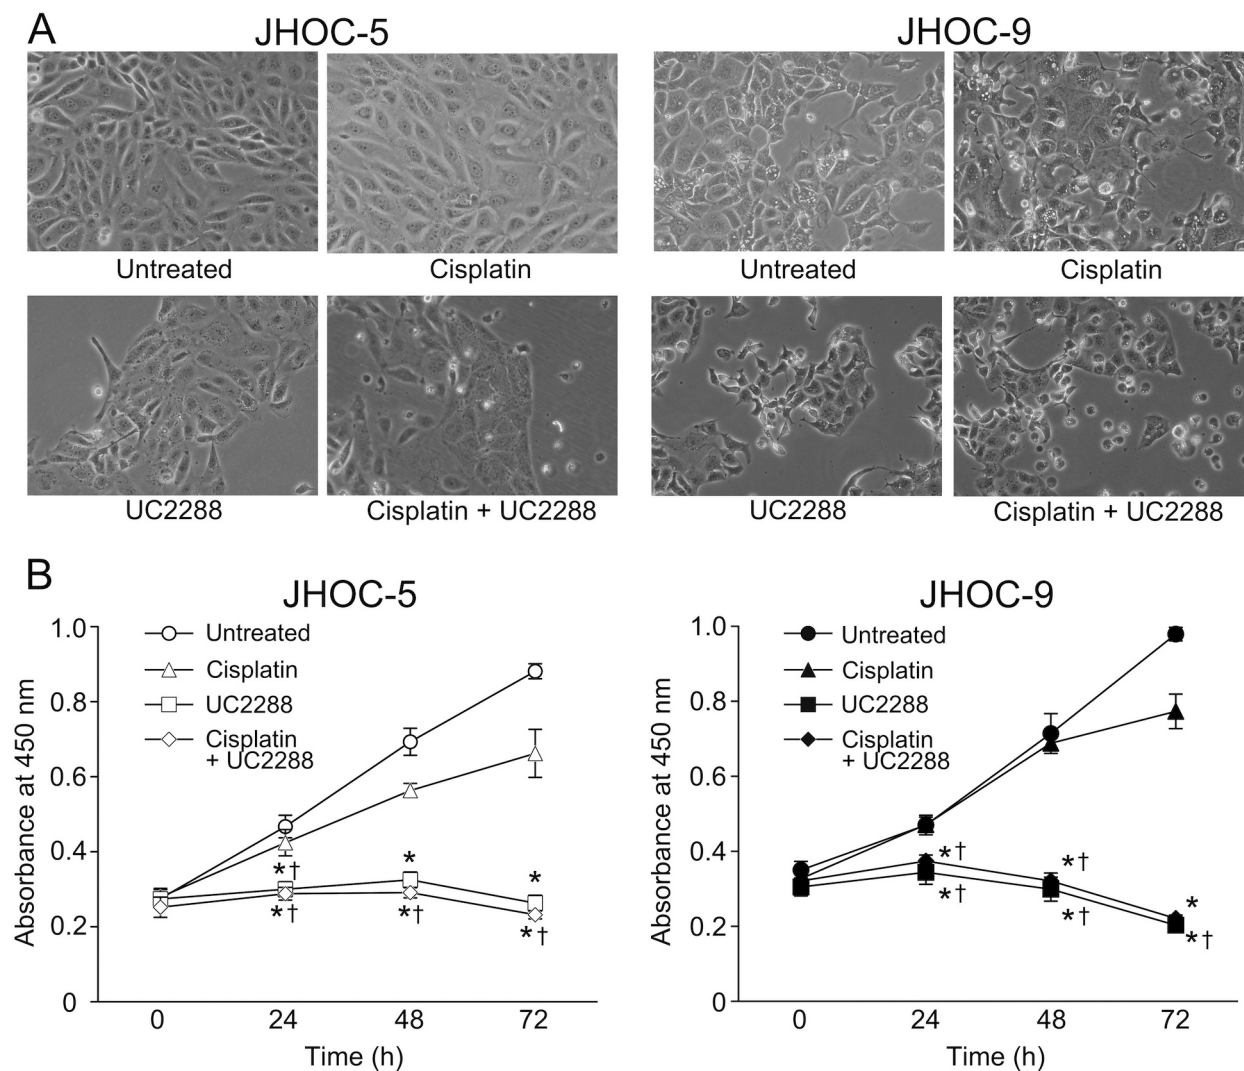 A
JHOC-5
JHOC-9
Untreated
Cisplatin
Untreated
Cisplatin
UC2288
Cisplatin + UC2288
UC2288
Cisplatin + UC2288
B
JHOC-5
Absorbance at 450 nm
1.0
0.8
0.6
0.4
0.2
0
Untreated
Cisplatin
UC2288
Cisplatin
+ UC2288
*†
*
*
*†
*†
*†
0
24
48
72
Time (h)
JHOC-9
Absorbance at 450 nm
1.0
0.8
0.6
0.4
0.2
0
Untreated
Cisplatin
UC2288
Cisplatin
+ UC2288
*†
*†
*
*†
*†
*†
0
24
48
72
Time (h)